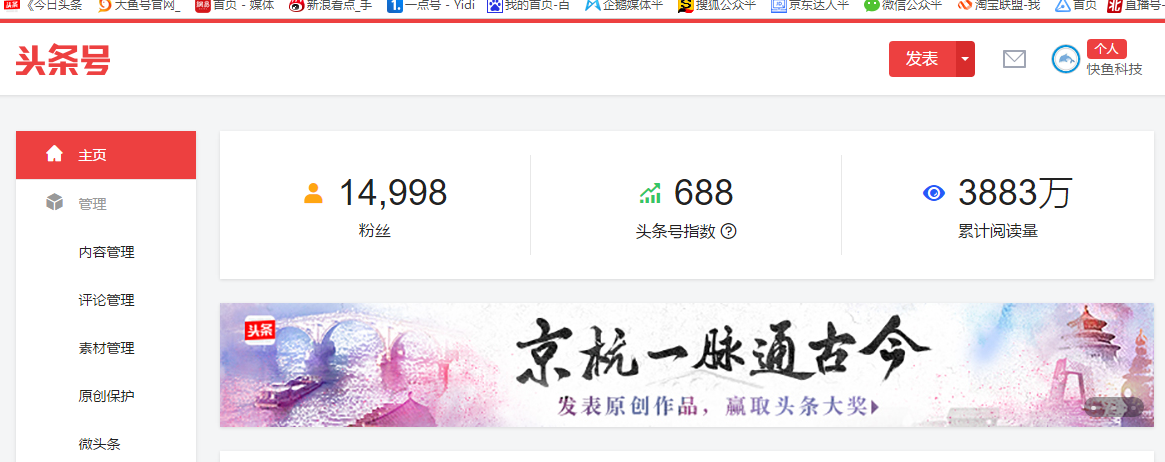 头条 《今日头条 大鱼号官网_ 網易 首页 - 媒体 新浪看点_手 1. 一点号 - Yidi 我的首页-百 企鹅媒体平 搜狐公众平 京东达人平 微信公众平 淘宝联盟-我 首页 北 直播号-
头条号
发表
个人
快鱼科技
主页
管理
内容管理
评论管理
素材管理
原创保护
微头条
14,998
粉丝
688
头条号指数 ?
3883万
累计阅读量
头条
京杭一脉通古今
发表原创作品，赢取头条大奖